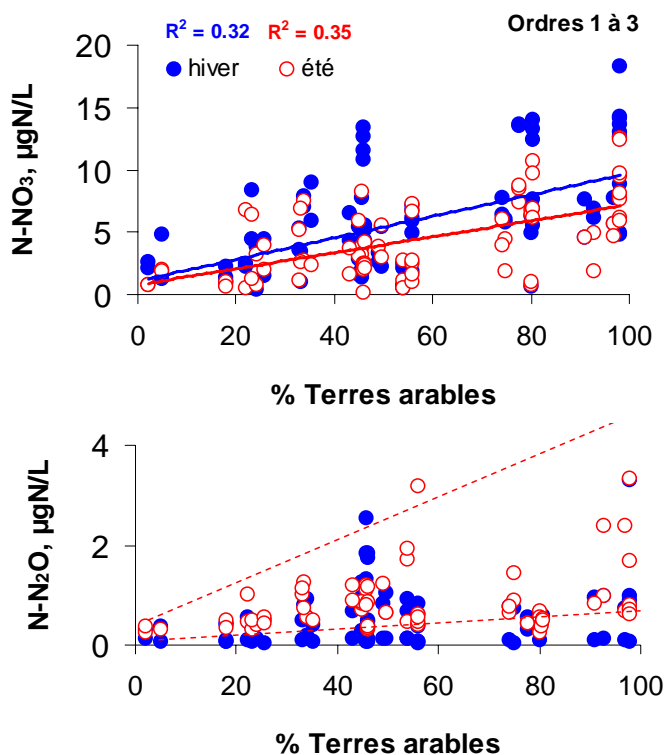 R² = 0.32 R² = 0.35 Ordres 1 à 3
hiver été
N-NO₃, µgN/L
20
15
10
5
0
0 20 40 60 80 100
% Terres arables
N-N₂O, µgN/L
4
2
0
0 20 40 60 80 100
% Terres arables